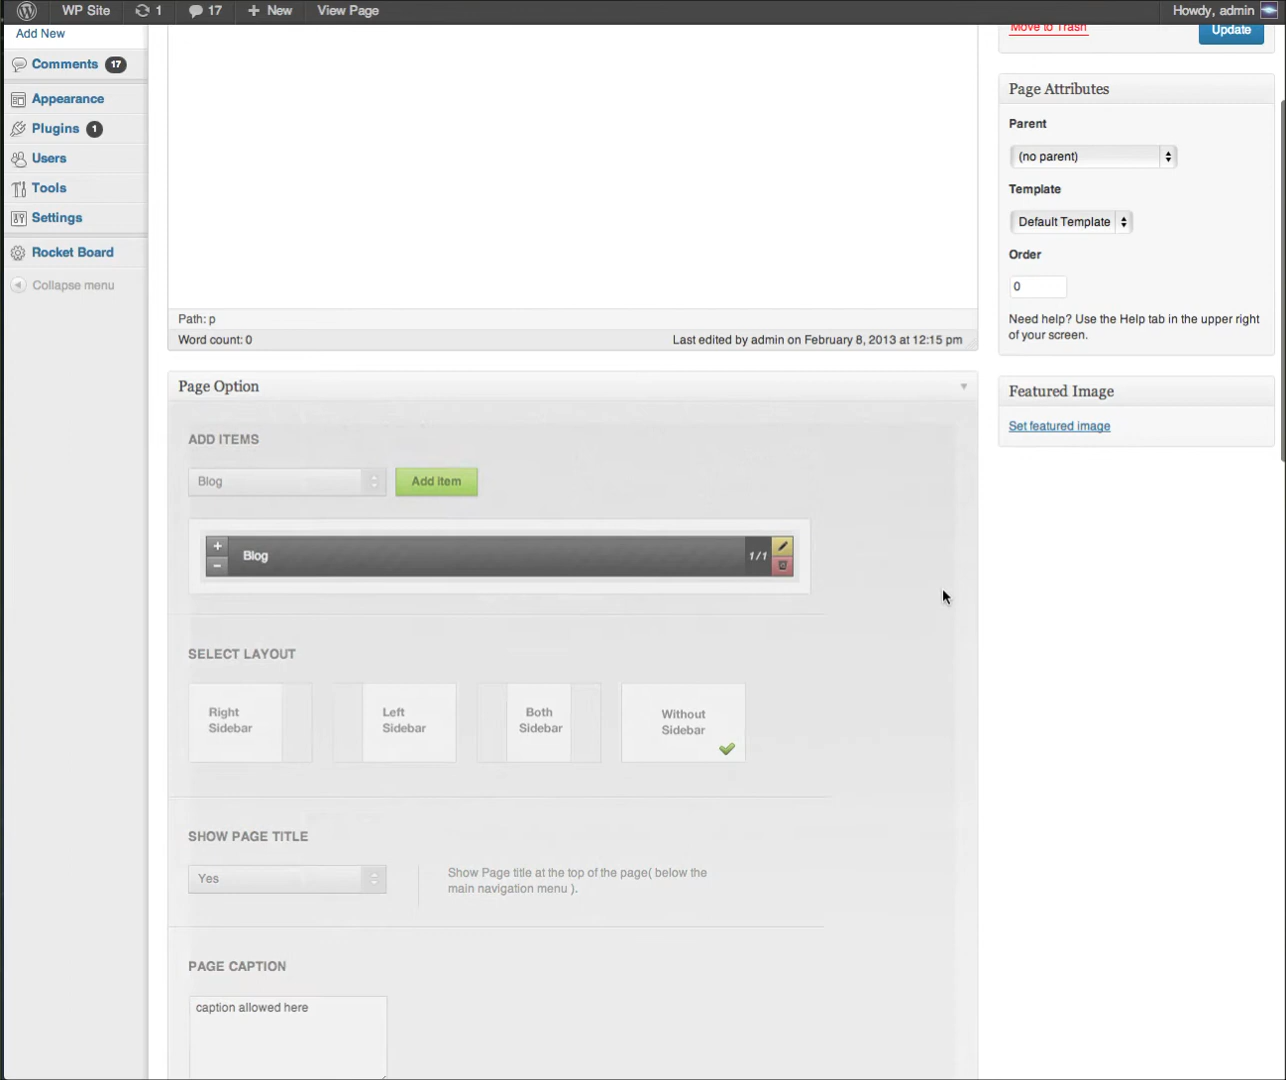 WP Site 1 17 + New View Page Howdy, admin
Add New
Comments 17
Appearance
Plugins 1
Users
Tools
Settings
Rocket Board
Collapse menu
Path: p
Word count: 0 Last edited by admin on February 8, 2013 at 12:15 pm
Page Option
ADD ITEMS
Blog Add item
+
Blog 1/1
−
SELECT LAYOUT
Right
Sidebar
Left
Sidebar
Both
Sidebar
Without
Sidebar
SHOW PAGE TITLE
Yes
Show Page title at the top of the page( below the
main navigation menu ).
PAGE CAPTION
caption allowed here
Move to Trash Update
Page Attributes
Parent
(no parent)
Template
Default Template
Order
0
Need help? Use the Help tab in the upper right
of your screen.
Featured Image
Set featured image